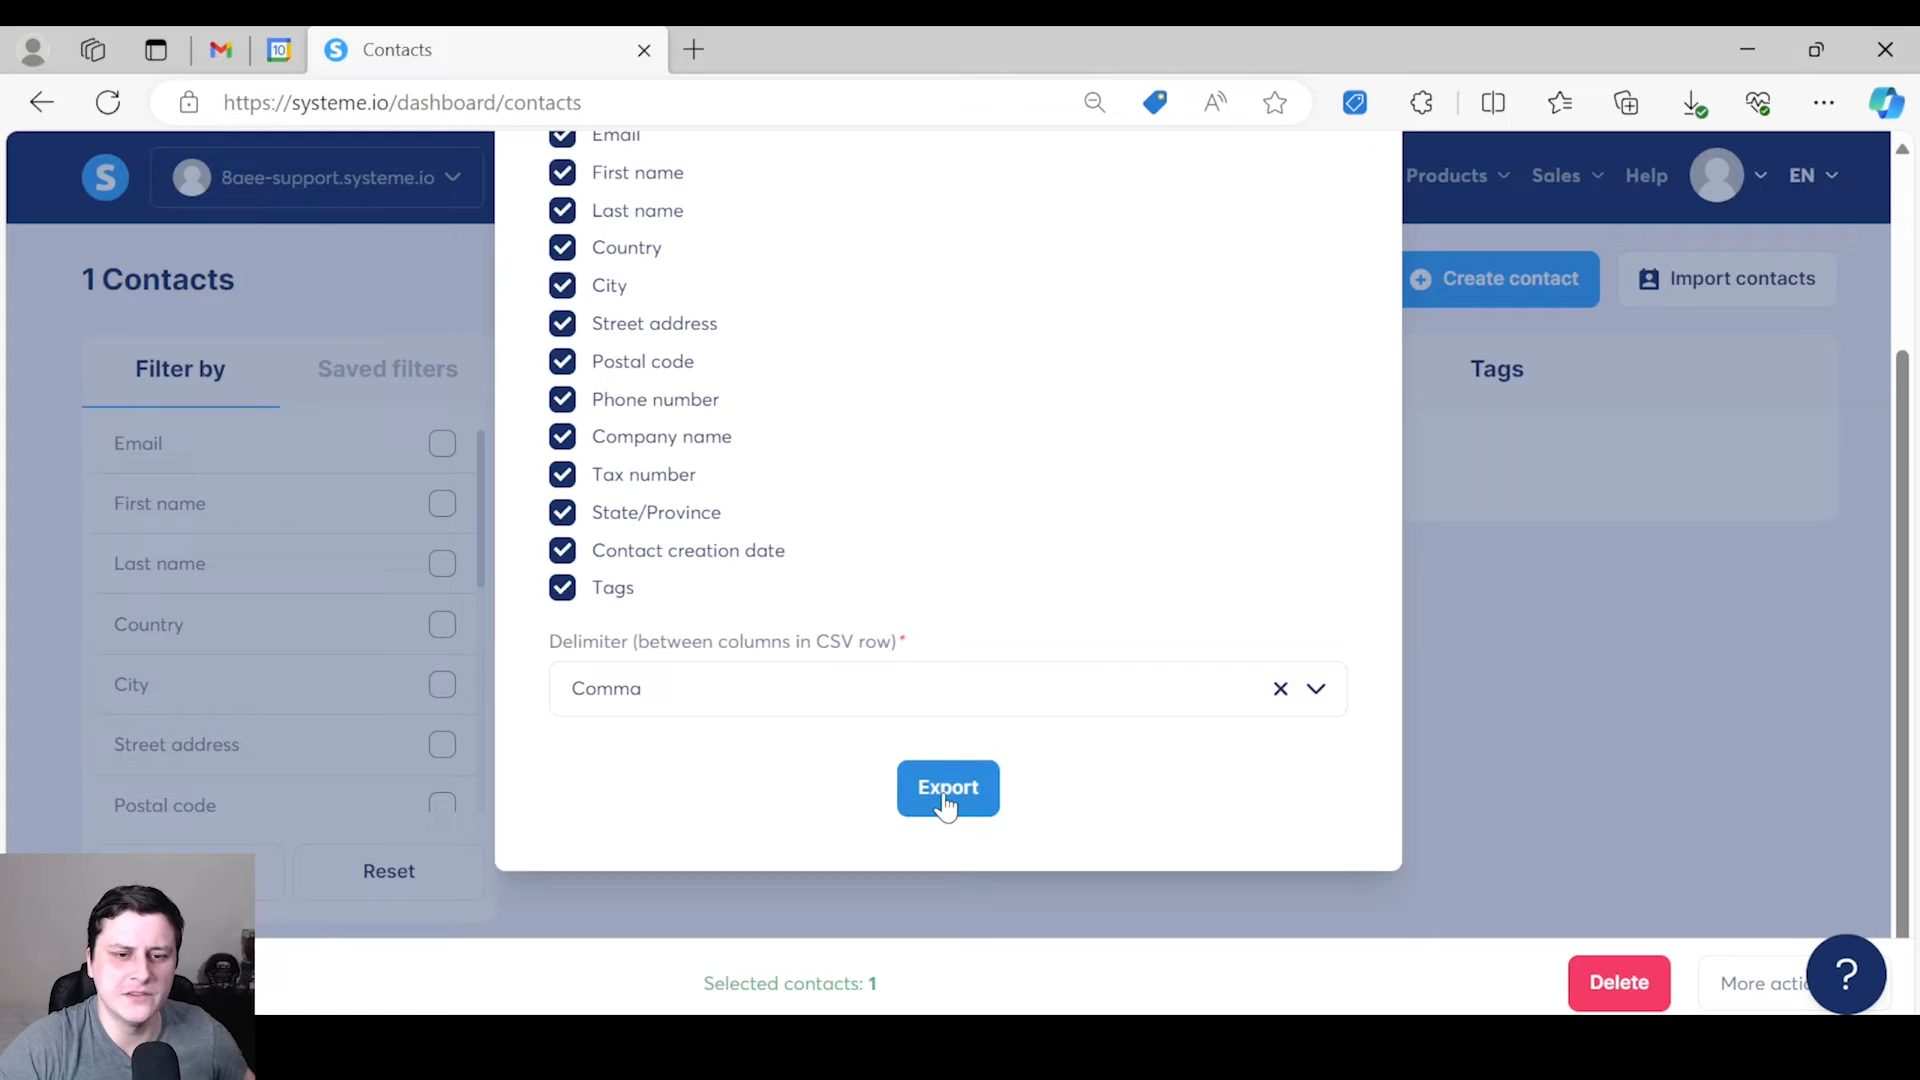 10
Contacts
https://systeme.io/dashboard/contacts
S
8aee-support.systeme.io
Products
Sales
Help
EN
1 Contacts
Create contact
Import contacts
Filter by
Saved filters
Tags
Email
First name
Last name
Country
City
Street address
Postal code
Reset
Email
First name
Last name
Country
City
Street address
Postal code
Phone number
Company name
Tax number
State/Province
Contact creation date
Tags
Delimiter (between columns in CSV row)*
Comma
Export
Selected contacts: 1
Delete
More actio
?